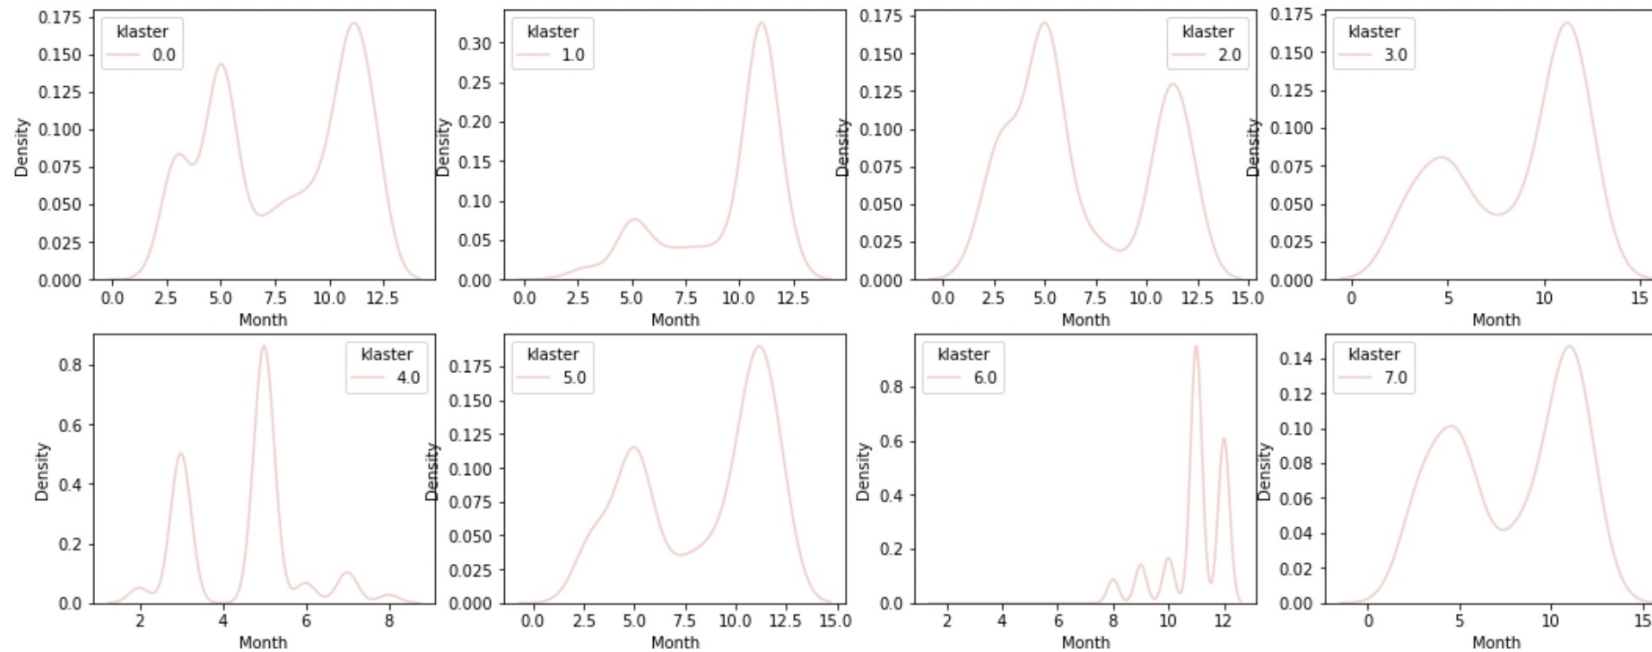 klaster
0.0
0.175
0.150
0.125
0.100
0.075
0.050
0.025
0.000
Density
0.0 2.5 5.0 7.5 10.0 12.5
Month
klaster
1.0
0.30
0.25
0.20
0.15
0.10
0.05
0.00
Density
0.0 2.5 5.0 7.5 10.0 12.5
Month
klaster
2.0
0.175
0.150
0.125
0.100
0.075
0.050
0.025
0.000
Density
0.0 2.5 5.0 7.5 10.0 12.5 15.0
Month
klaster
3.0
0.175
0.150
0.125
0.100
0.075
0.050
0.025
0.000
Density
0 5 10 15
Month
klaster
4.0
0.8
0.6
0.4
0.2
0.0
Density
2 4 6 8
Month
klaster
5.0
0.175
0.150
0.125
0.100
0.075
0.050
0.025
0.000
Density
0.0 2.5 5.0 7.5 10.0 12.5 15.0
Month
klaster
6.0
0.8
0.6
0.4
0.2
0.0
Density
2 4 6 8 10 12
Month
klaster
7.0
0.14
0.12
0.10
0.08
0.06
0.04
0.02
0.00
Density
0 5 10 15
Month